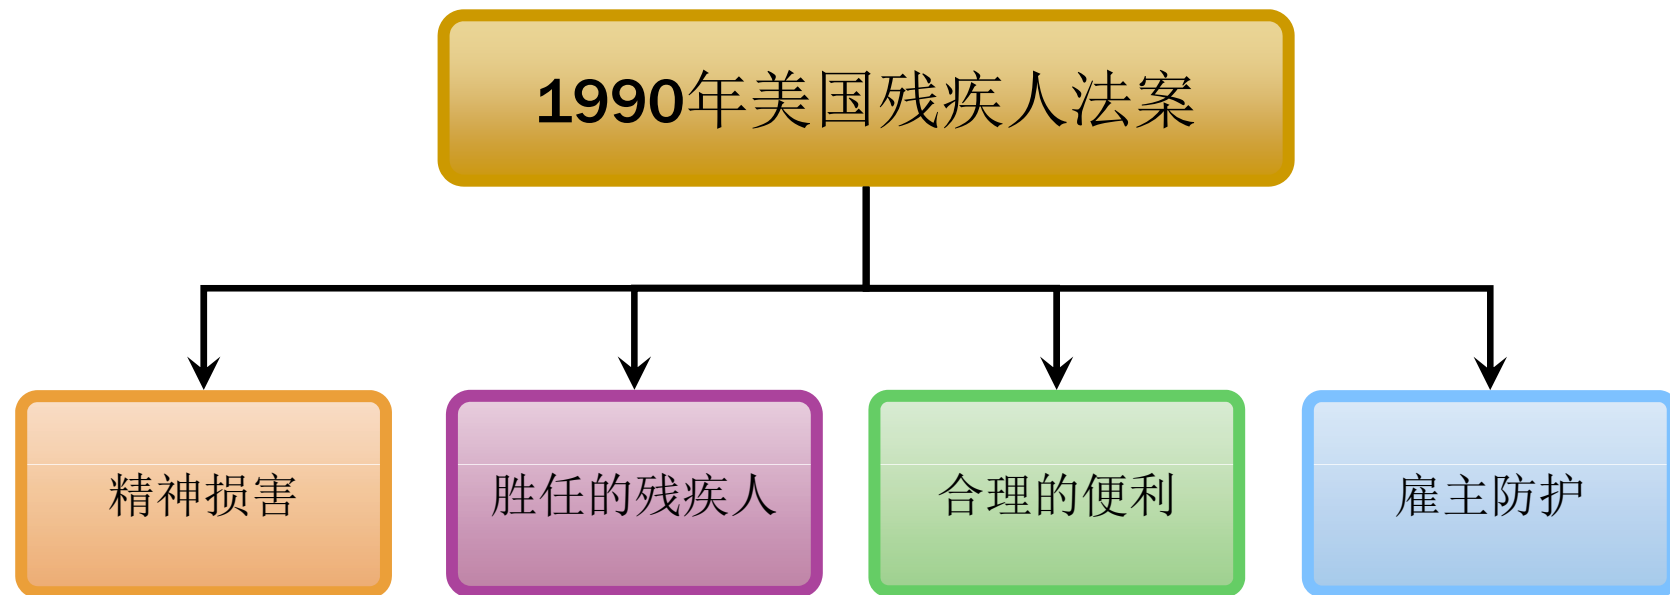 1990年美国残疾人法案
精神损害
胜任的残疾人
合理的便利
雇主防护